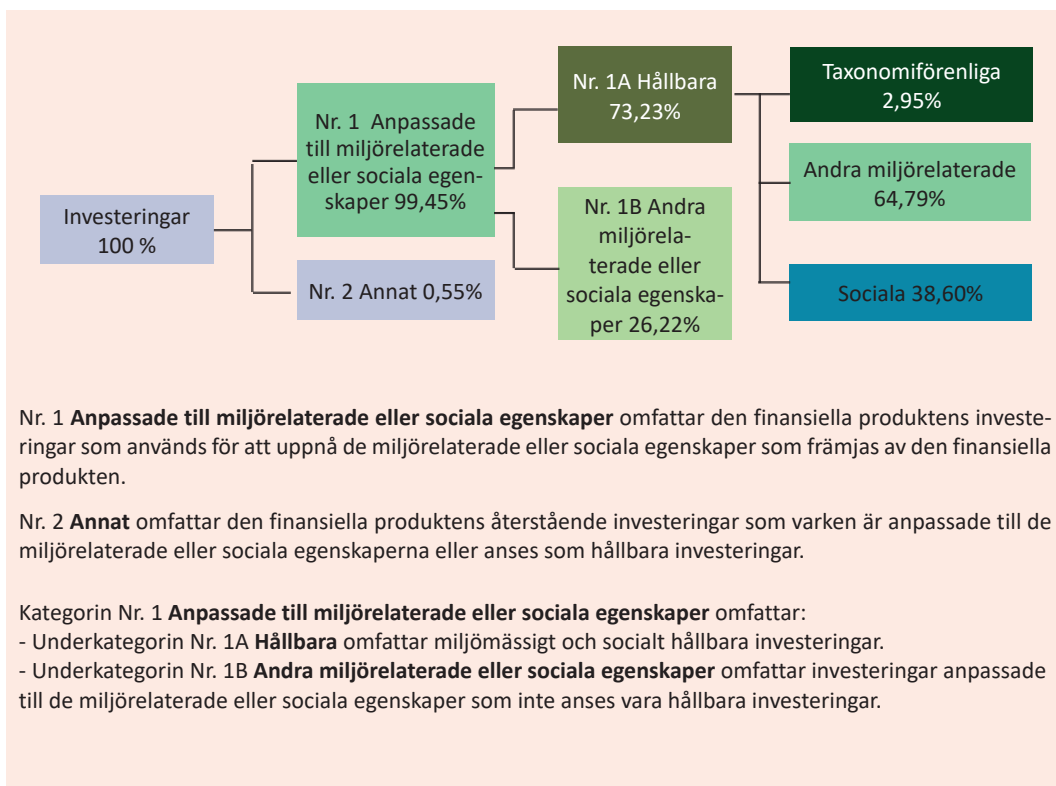 Investeringar
100 %
Nr. 1 Anpassade
till miljörelaterade
eller sociala egen-
skaper 99,45%
Nr. 2 Annat 0,55%
Nr. 1A Hållbara
73,23%
Nr. 1B Andra
miljörela-
terade eller
sociala egenska-
per 26,22%
Taxonomiförenliga
2,95%
Andra miljörelaterade
64,79%
Sociala 38,60%
Nr. 1 Anpassade till miljörelaterade eller sociala egenskaper omfattar den finansiella produktens investe-
ringar som används för att uppnå de miljörelaterade eller sociala egenskaper som främjas av den finansiella
produkten.
Nr. 2 Annat omfattar den finansiella produktens återstående investeringar som varken är anpassade till de
miljörelaterade eller sociala egenskaperna eller anses som hållbara investeringar.
Kategorin Nr. 1 Anpassade till miljörelaterade eller sociala egenskaper omfattar:
- Underkategorin Nr. 1A Hållbara omfattar miljömässigt och socialt hållbara investeringar.
- Underkategorin Nr. 1B Andra miljörelaterade eller sociala egenskaper omfattar investeringar anpassade
till de miljörelaterade eller sociala egenskaper som inte anses vara hållbara investeringar.